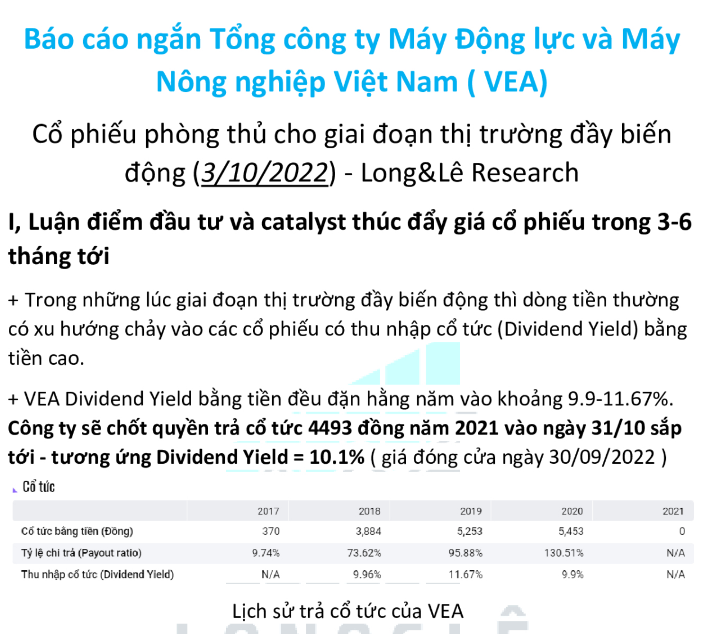 Báo cáo ngắn Tổng công ty Máy Động lực và Máy
Nông nghiệp Việt Nam ( VEA)
Cổ phiếu phòng thủ cho giai đoạn thị trường đầy biến
động (3/10/2022) - Long&Lê Research
I, Luận điểm đầu tư và catalyst thúc đẩy giá cổ phiếu trong 3-6
tháng tới
+ Trong những lúc giai đoạn thị trường đầy biến động thì dòng tiền thường
có xu hướng chảy vào các cổ phiếu có thu nhập cổ tức (Dividend Yield) bằng
tiền cao.
+ VEA Dividend Yield bằng tiền đều đặn hằng năm vào khoảng 9.9-11.67%.
Công ty sẽ chốt quyền trả cổ tức 4493 đồng năm 2021 vào ngày 31/10 sắp
tới - tương ứng Dividend Yield = 10.1% ( giá đóng cửa ngày 30/09/2022 )
Cổ tức
2017 2018 2019 2020 2021
Cổ tức bằng tiền (Đồng) 370 3,884 5,253 5,453 0
Tỷ lệ chi trả (Payout ratio) 9.74% 73.62% 95.88% 130.51% N/A
Thu nhập cổ tức (Dividend Yield) N/A 9.96% 11.67% 9.9% N/A
Lịch sử trả cổ tức của VEA